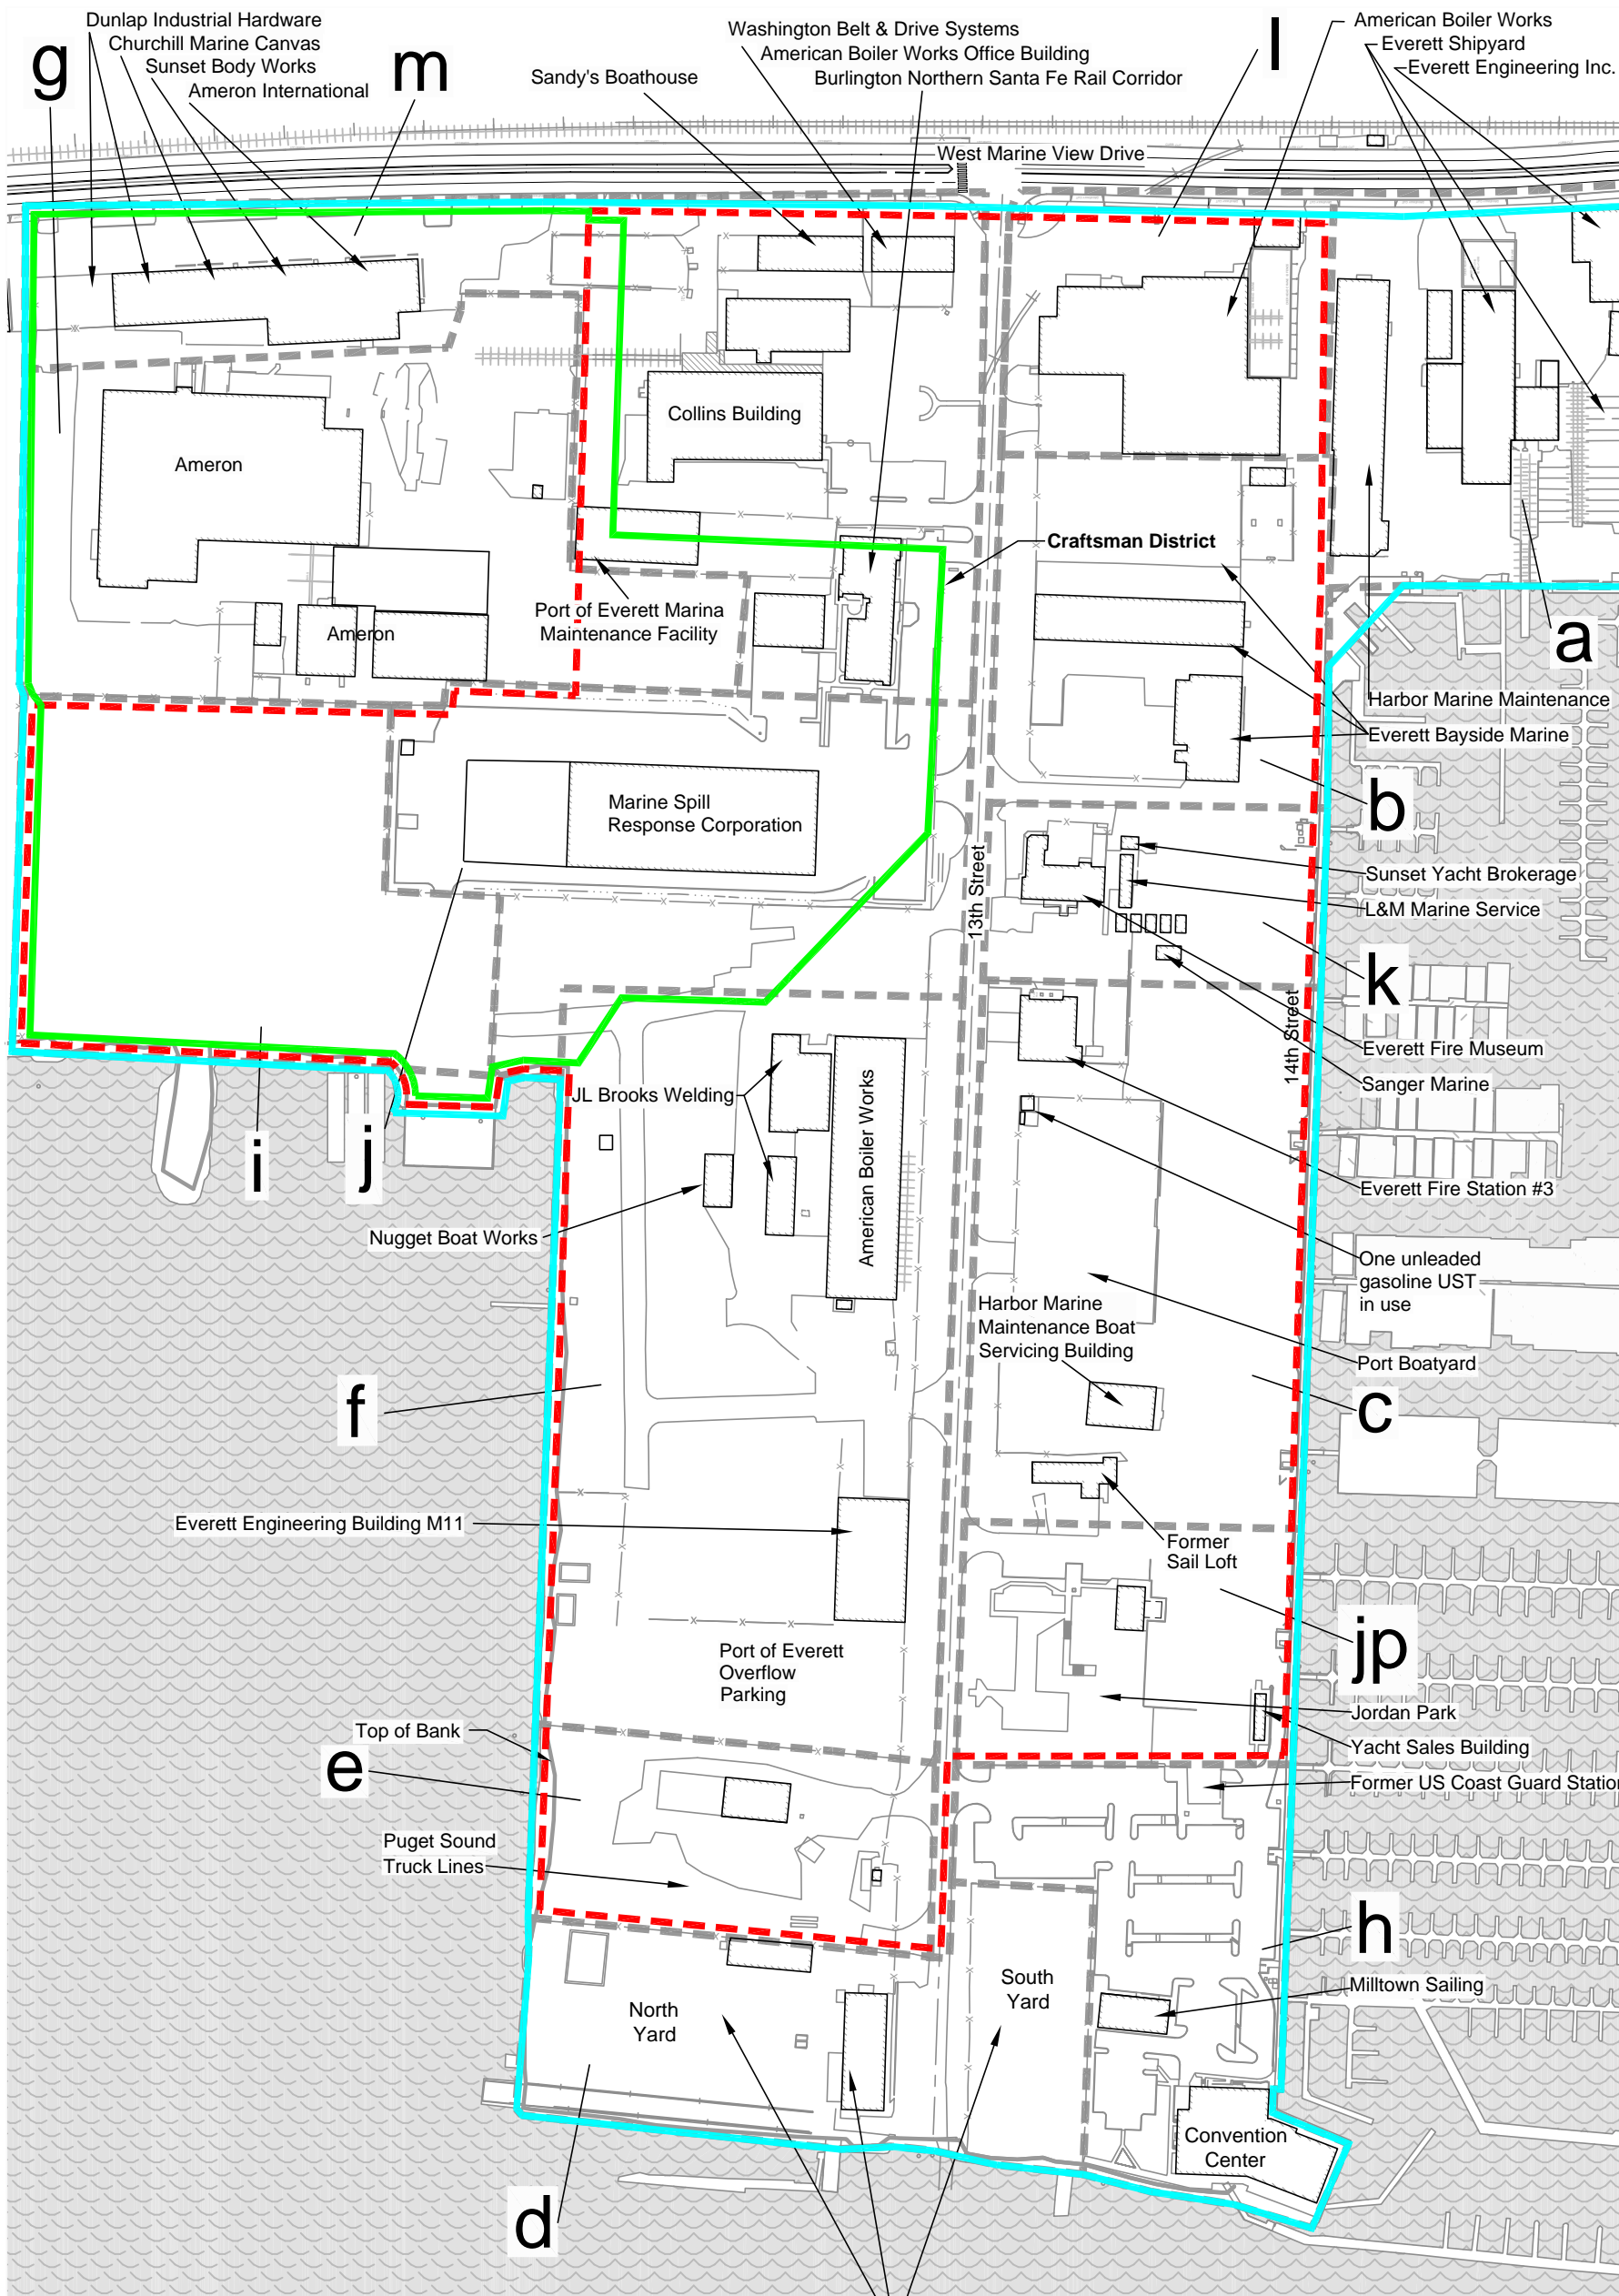 Dunlap Industrial Hardware
Churchill Marine Canvas
Sunset Body Works
Ameron International
g
m
Sandy's Boathouse
Washington Belt & Drive Systems
American Boiler Works Office Building
Burlington Northern Santa Fe Rail Corridor
l
American Boiler Works
Everett Shipyard
Everett Engineering Inc.
West Marine View Drive
Collins Building
Ameron
Craftsman District
Port of Everett Marina
Maintenance Facility
Ameron
a
Harbor Marine Maintenance
Everett Bayside Marine
b
Marine Spill
Response Corporation
13th Street
Sunset Yacht Brokerage
L&M Marine Service
k
14th Street
Everett Fire Museum
Sanger Marine
JL Brooks Welding
American Boiler Works
i
j
Everett Fire Station #3
Nugget Boat Works
One unleaded
gasoline UST
in use
Harbor Marine
Maintenance Boat
Servicing Building
Port Boatyard
f
c
Everett Engineering Building M11
Former
Sail Loft
Port of Everett
Overflow
Parking
jp
Jordan Park
Top of Bank
Yacht Sales Building
e
Former US Coast Guard Station
Puget Sound
Truck Lines
h
South
Yard
Milltown Sailing
North
Yard
Convention
Center
d